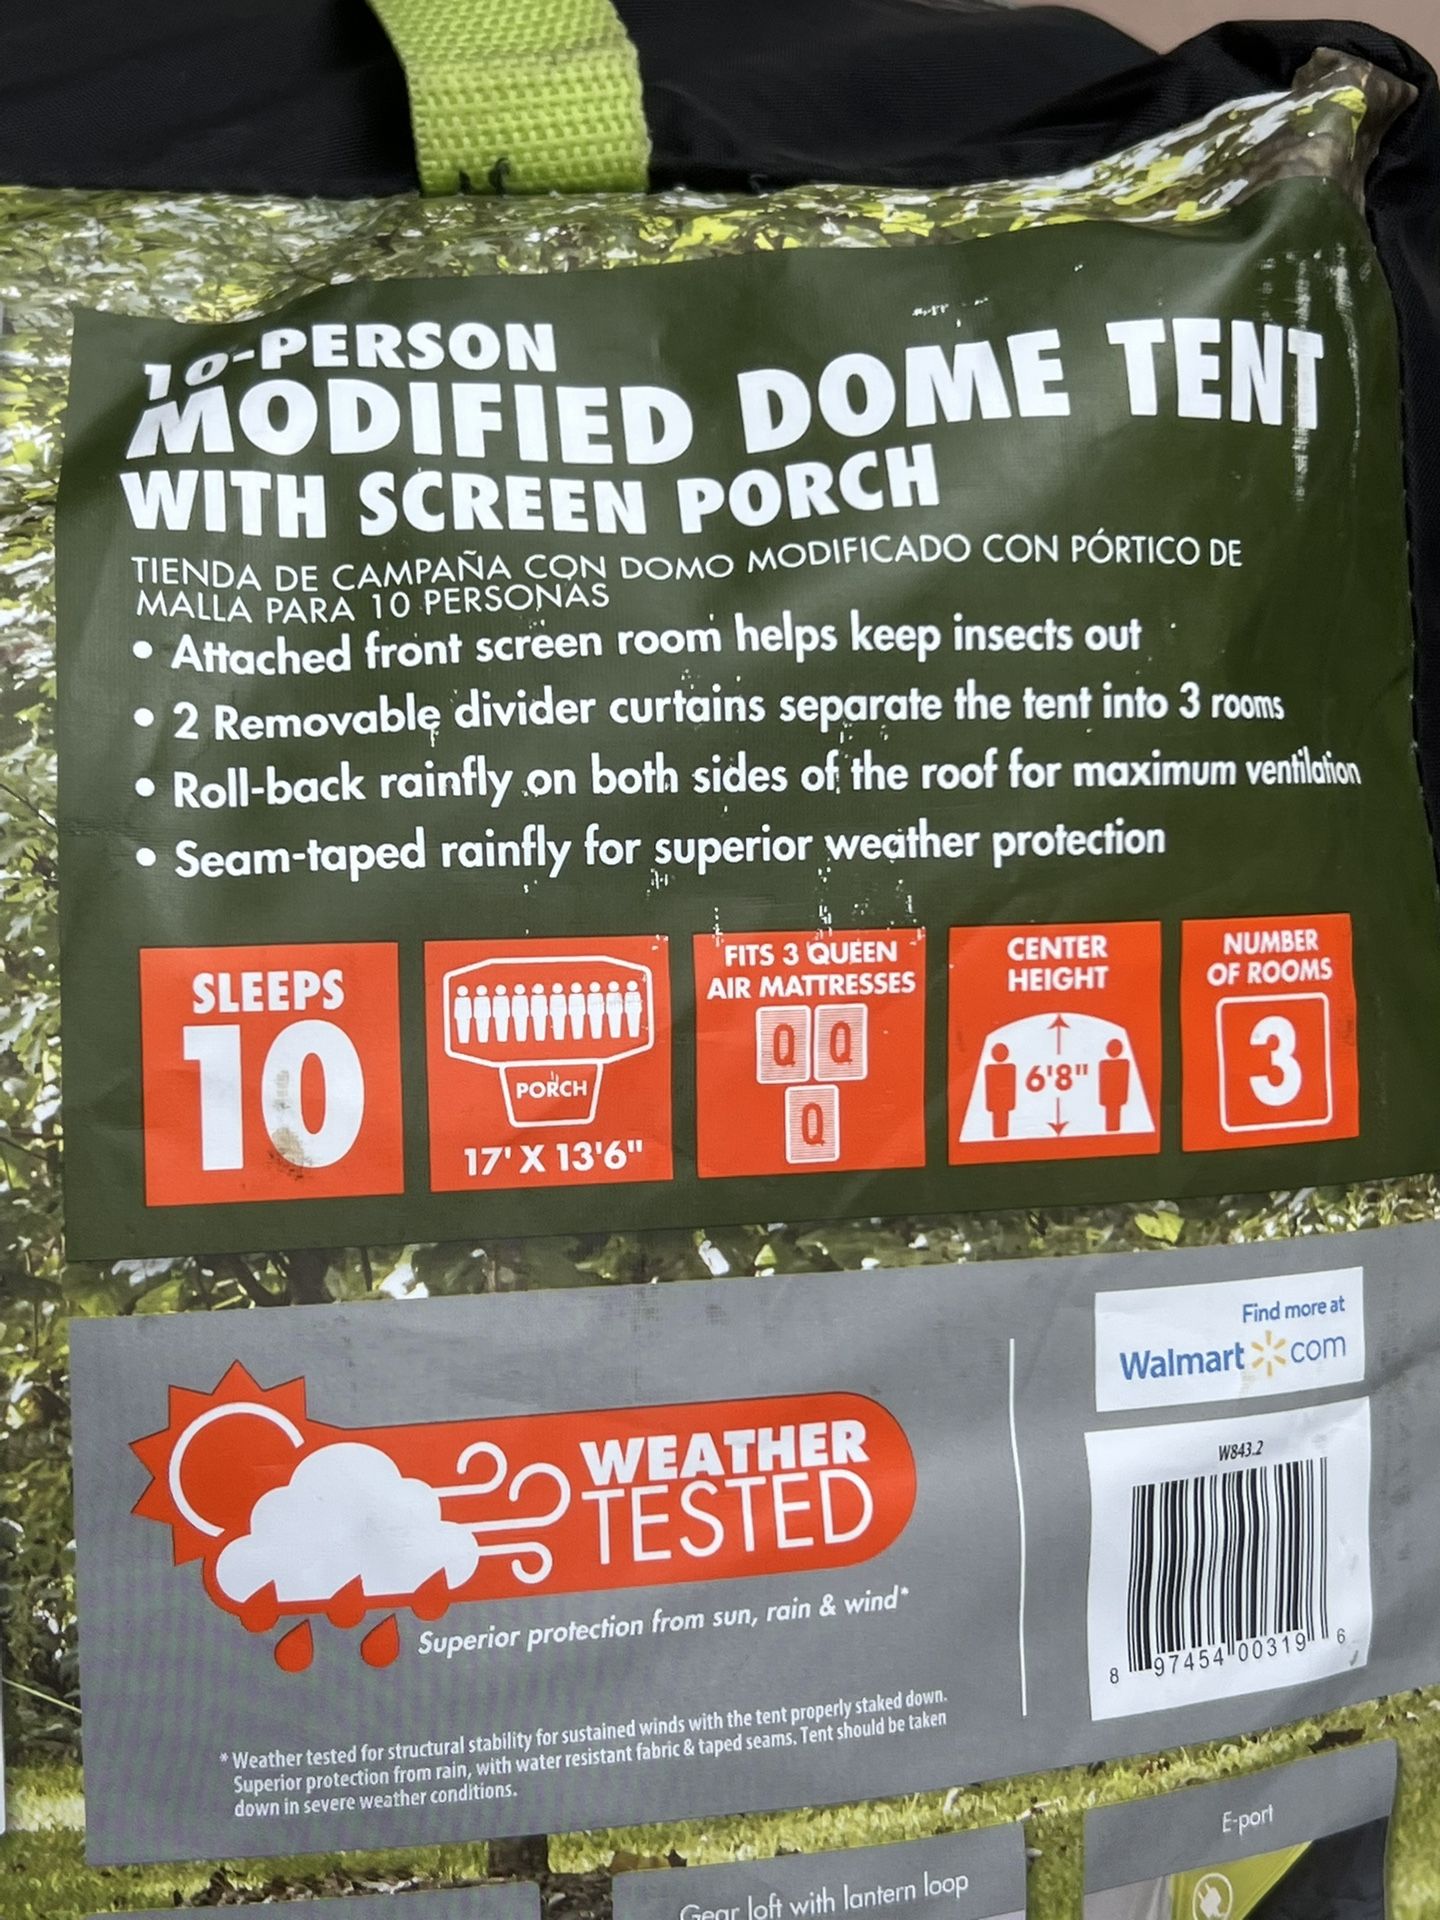 10-PERSON
MODIFIED DOME TENT
WITH SCREEN PORCH
TIENDA DE CAMPAÑA CON DOMO MODIFICADO CON PÓRTICO DE
MALLA PARA 10 PERSONAS
• Attached front screen room helps keep insects out
• 2 Removable divider curtains separate the tent into 3 rooms
• Roll-back rainfly on both sides of the roof for maximum ventilation
• Seam-taped rainfly for superior weather protection
SLEEPS
10
PORCH
17' X 13'6"
FITS 3 QUEEN
AIR MATTRESSES
Q Q
Q
CENTER
HEIGHT
6'8"
NUMBER
OF ROOMS
3
WEATHER
TESTED
Superior protection from sun, rain & wind*
* Weather tested for structural stability for sustained winds with the tent properly staked down.
Superior protection from rain, with water resistant fabric & taped seams. Tent should be taken
down in severe weather conditions.
Find more at
Walmart com
W843.2
8 97454 00319 6
Gear loft with lantern loop
E-port